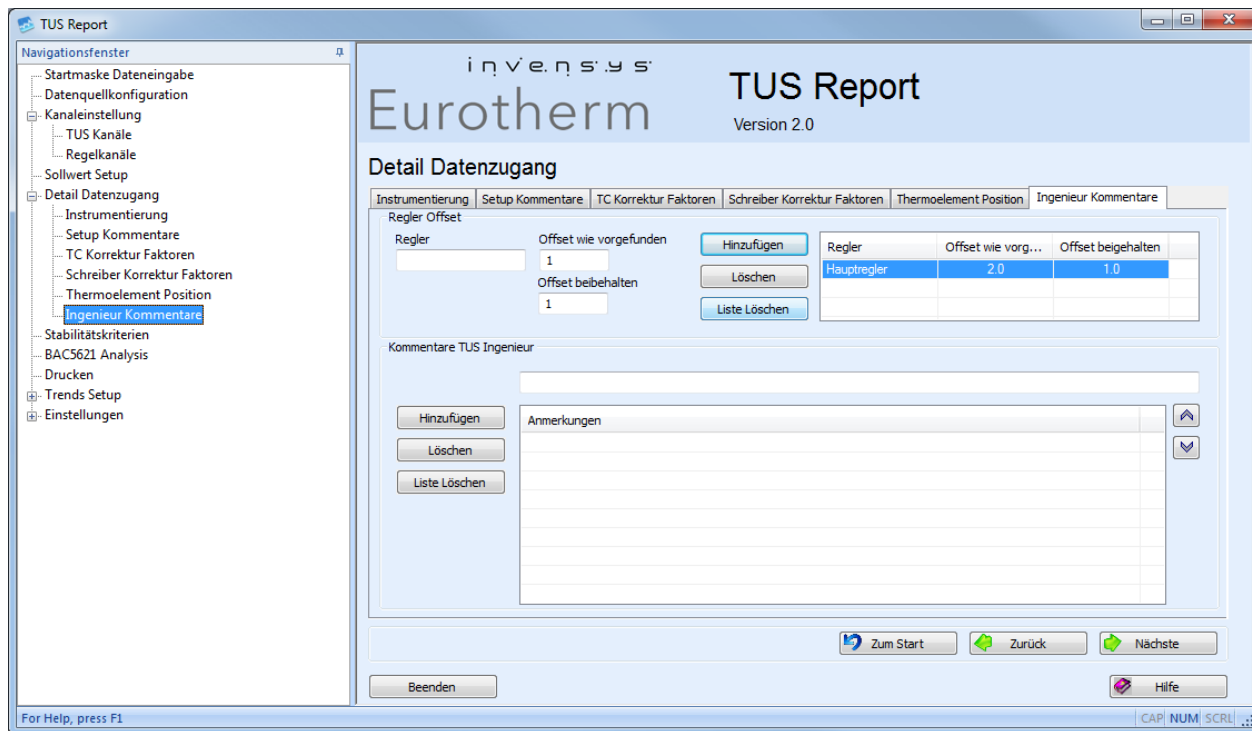 TUS Report
Navigationsfenster
Startmaske Dateneingabe
Datenquellkonfiguration
Kanaleinstellung
TUS Kanäle
Regelkanäle
Sollwert Setup
Detail Datenzugang
Instrumentierung
Setup Kommentare
TC Korrektur Faktoren
Schreiber Korrektur Faktoren
Thermoelement Position
Ingenieur Kommentare
Stabilitätskriterien
BAC5621 Analysis
Drucken
Trends Setup
Einstellungen
invensys
Eurotherm
TUS Report
Version 2.0
Detail Datenzugang
Instrumentierung Setup Kommentare TC Korrektur Faktoren Schreiber Korrektur Faktoren Thermoelement Position Ingenieur Kommentare
Regler Offset
Regler Offset wie vorgefunden
1
Offset beibehalten
1
Hinzufügen
Löschen
Liste Löschen
Regler Offset wie vorg... Offset beigehalten
Hauptregler 2.0 1.0
Kommentare TUS Ingenieur
Hinzufügen
Löschen
Liste Löschen
Anmerkungen
Zum Start Zurück Nächste
Beenden Hilfe
For Help, press F1 CAP NUM SCRL